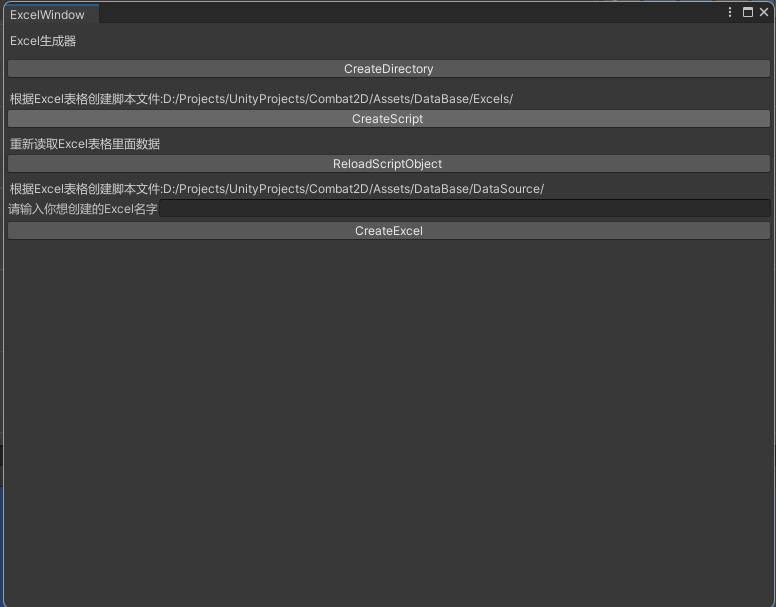 ExcelWindow
Excel生成器
CreateDirectory
根据Excel表格创建脚本文件:D:/Projects/UnityProjects/Combat2D/Assets/DataBase/Excels/
CreateScript
重新读取Excel表格里面数据
ReloadScriptObject
根据Excel表格创建脚本文件:D:/Projects/UnityProjects/Combat2D/Assets/DataBase/DataSource/
请输入你想创建的Excel名字
CreateExcel